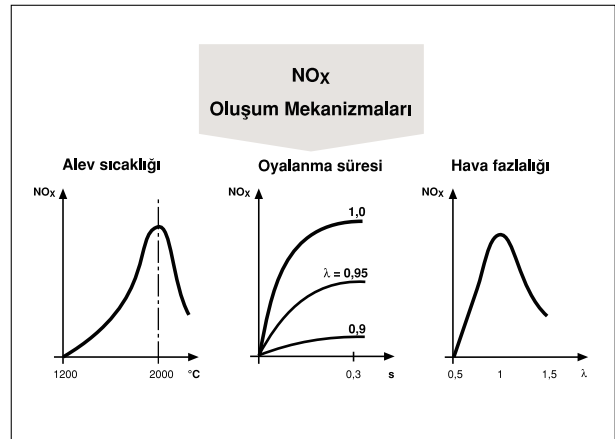 NOx
Oluşum Mekanizmaları
Alev sıcaklığı
Oyalanma süresi
Hava fazlalığı
NOx
NOx
NOx
1,0
λ = 0,95
0,9
1200
2000
°C
0,3
s
0,5
1
1,5
λ